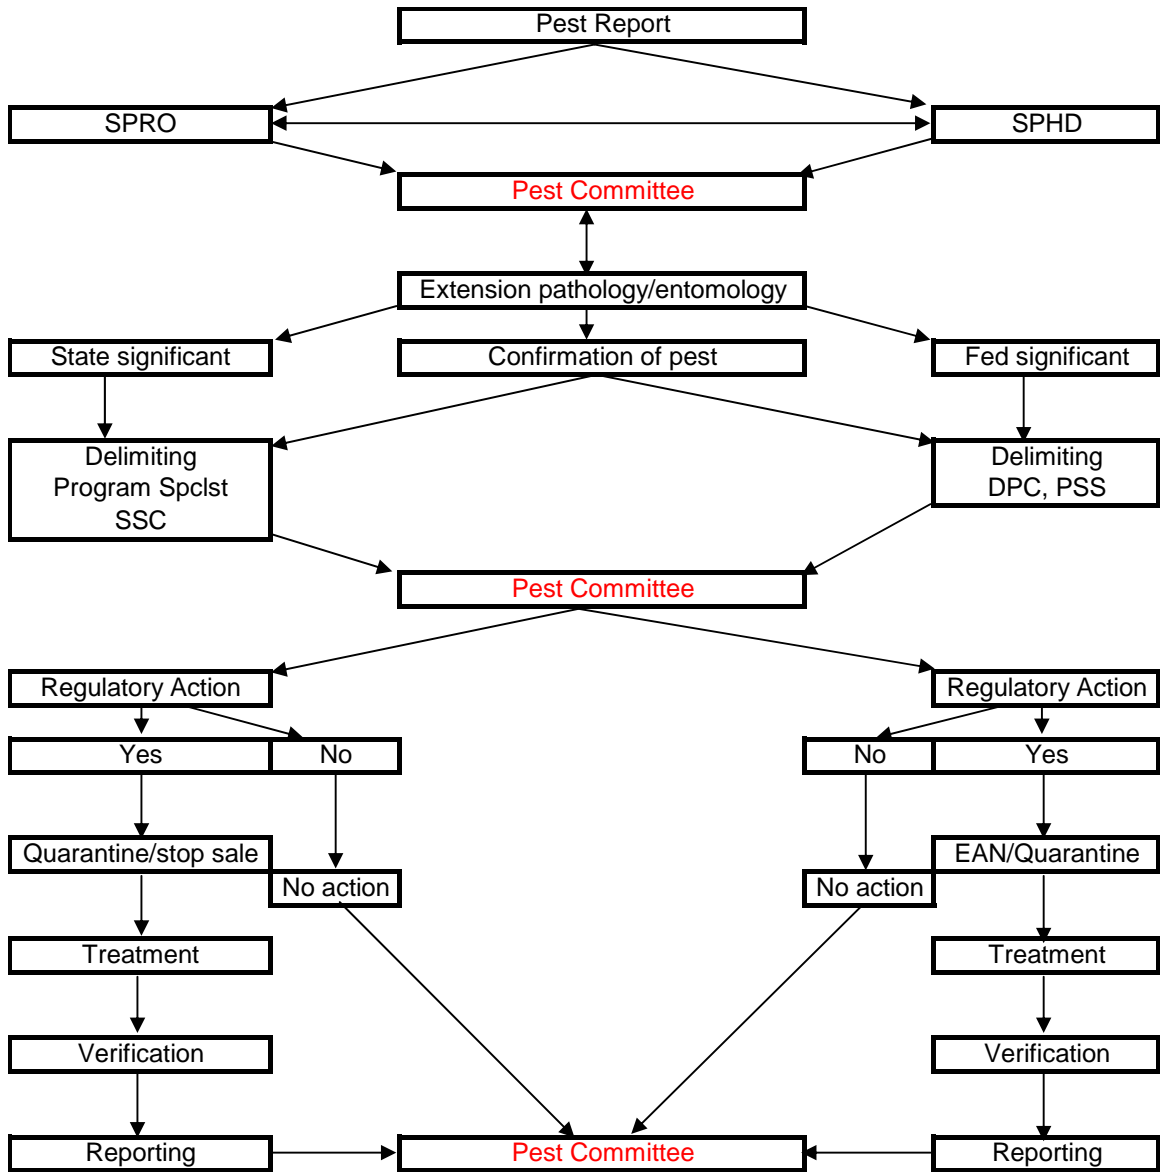 Pest Report
SPRO
SPHD
Pest Committee
Extension pathology/entomology
State significant
Confirmation of pest
Fed significant
Delimiting
Program Spclst
SSC
Delimiting
DPC, PSS
Pest Committee
Regulatory Action
Regulatory Action
Yes
No
No
Yes
Quarantine/stop sale
EAN/Quarantine
No action
No action
Treatment
Treatment
Verification
Verification
Reporting
Pest Committee
Reporting